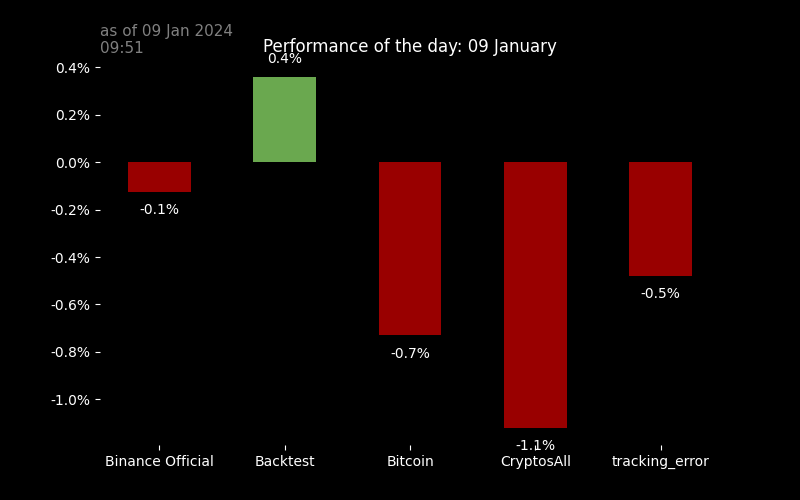 as of 09 Jan 2024
09:51
Performance of the day: 09 January
0.4%
0.4%
0.2%
0.0%
-0.2%
-0.1%
-0.4%
-0.5%
-0.6%
-0.8%
-0.7%
-1.0%
-1.1%
Binance Official
Backtest
Bitcoin
CryptosAll
tracking_error